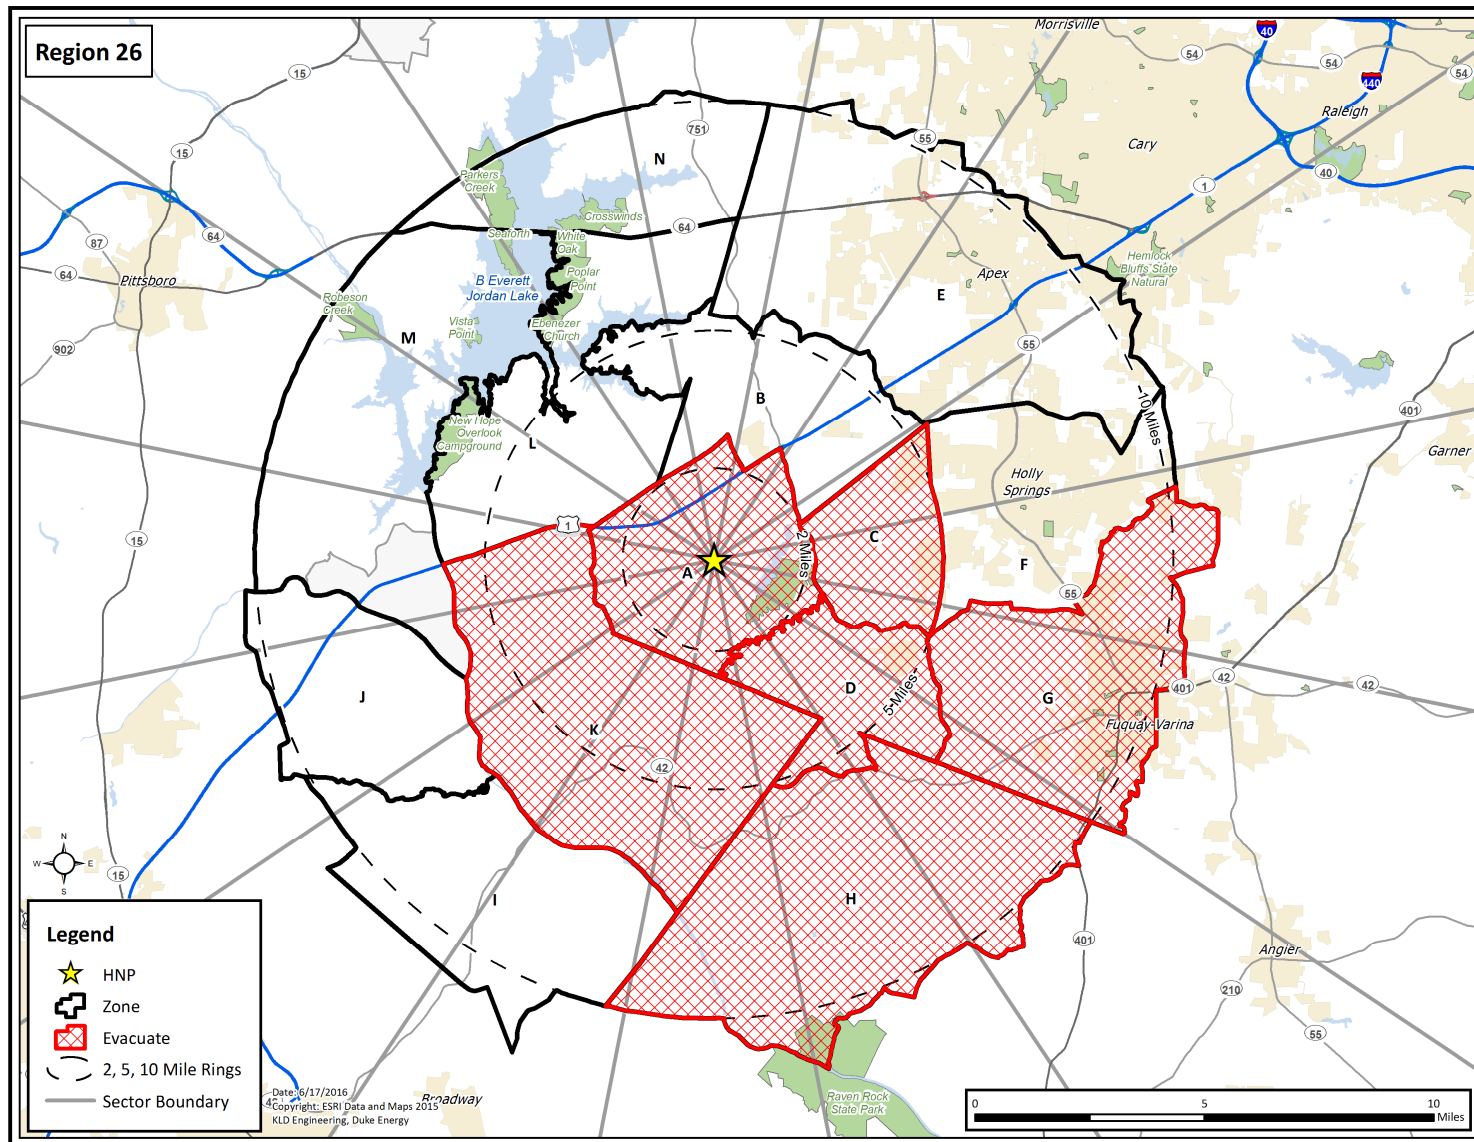 Region 26
Morrisville
40
54
54
54
440
15
Raleigh
751
55
Cary
15
N
40
Parkers
Creek
1
Crosswinds
64
Seaforth
White
Oak
64
87
64
Pittsboro
B Everett
Jordan Lake
Poplar
Point
Apex
Hemlock
Bluffs State
Natural
E
Robeson
Creek
Vista
Point
Ebenezer
Church
M
55
902
B
401
10 Miles
New Hope
Overlook
Campground
L
Garner
Holly
Springs
1
15
C
2 Miles
F
A
55
J
D
5 Miles
G
401
42
42
K
Fuquay-Varina
42
N
W
E
S
15
I
H
401
Angier
210
55
Legend
HNP
Zone
Evacuate
2, 5, 10 Mile Rings
Sector Boundary
Date: 6/17/2016
Copyright: ESRI Data and Maps 2015
KLD Engineering, Duke Energy
Broadway
Raven Rock
State Park
0
5
10
Miles